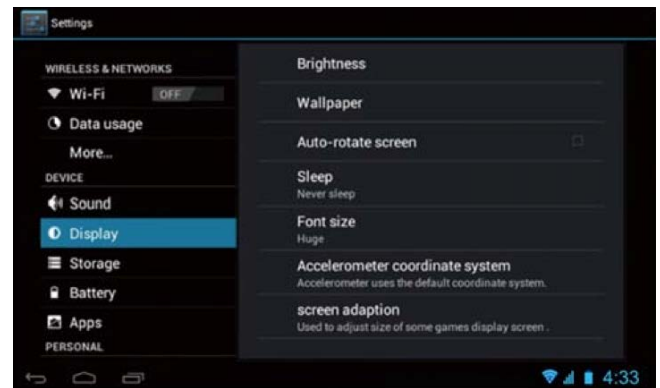 Settings
WIRELESS & NETWORKS
Wi-Fi OFF
Data usage
More...
DEVICE
Sound
Display
Storage
Battery
Apps
PERSONAL
Brightness
Wallpaper
Auto-rotate screen
Sleep
Never sleep
Font size
Huge
Accelerometer coordinate system
Accelerometer uses the default coordinate system.
screen adaption
Used to adjust size of some games display screen .
4:33